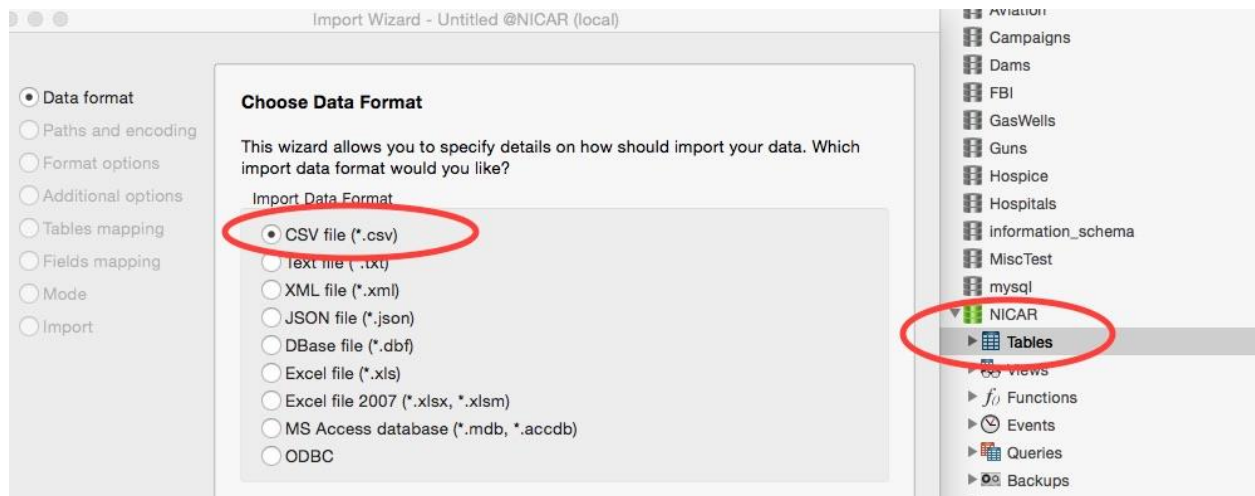 Import Wizard - Untitled @NICAR (local)
Data format
Paths and encoding
Format options
Additional options
Tables mapping
Fields mapping
Mode
Import
Choose Data Format
This wizard allows you to specify details on how should import your data. Which
import data format would you like?
Import Data Format
CSV file (*.csv)
Text file (*.txt)
XML file (*.xml)
JSON file (*.json)
DBase file (*.dbf)
Excel file (*.xls)
Excel file 2007 (*.xlsx, *.xlsm)
MS Access database (*.mdb, *.accdb)
ODBC
Aviation
Campaigns
Dams
FBI
GasWells
Guns
Hospice
Hospitals
information_schema
MiscTest
mysql
NICAR
Tables
Views
Functions
Events
Queries
Backups